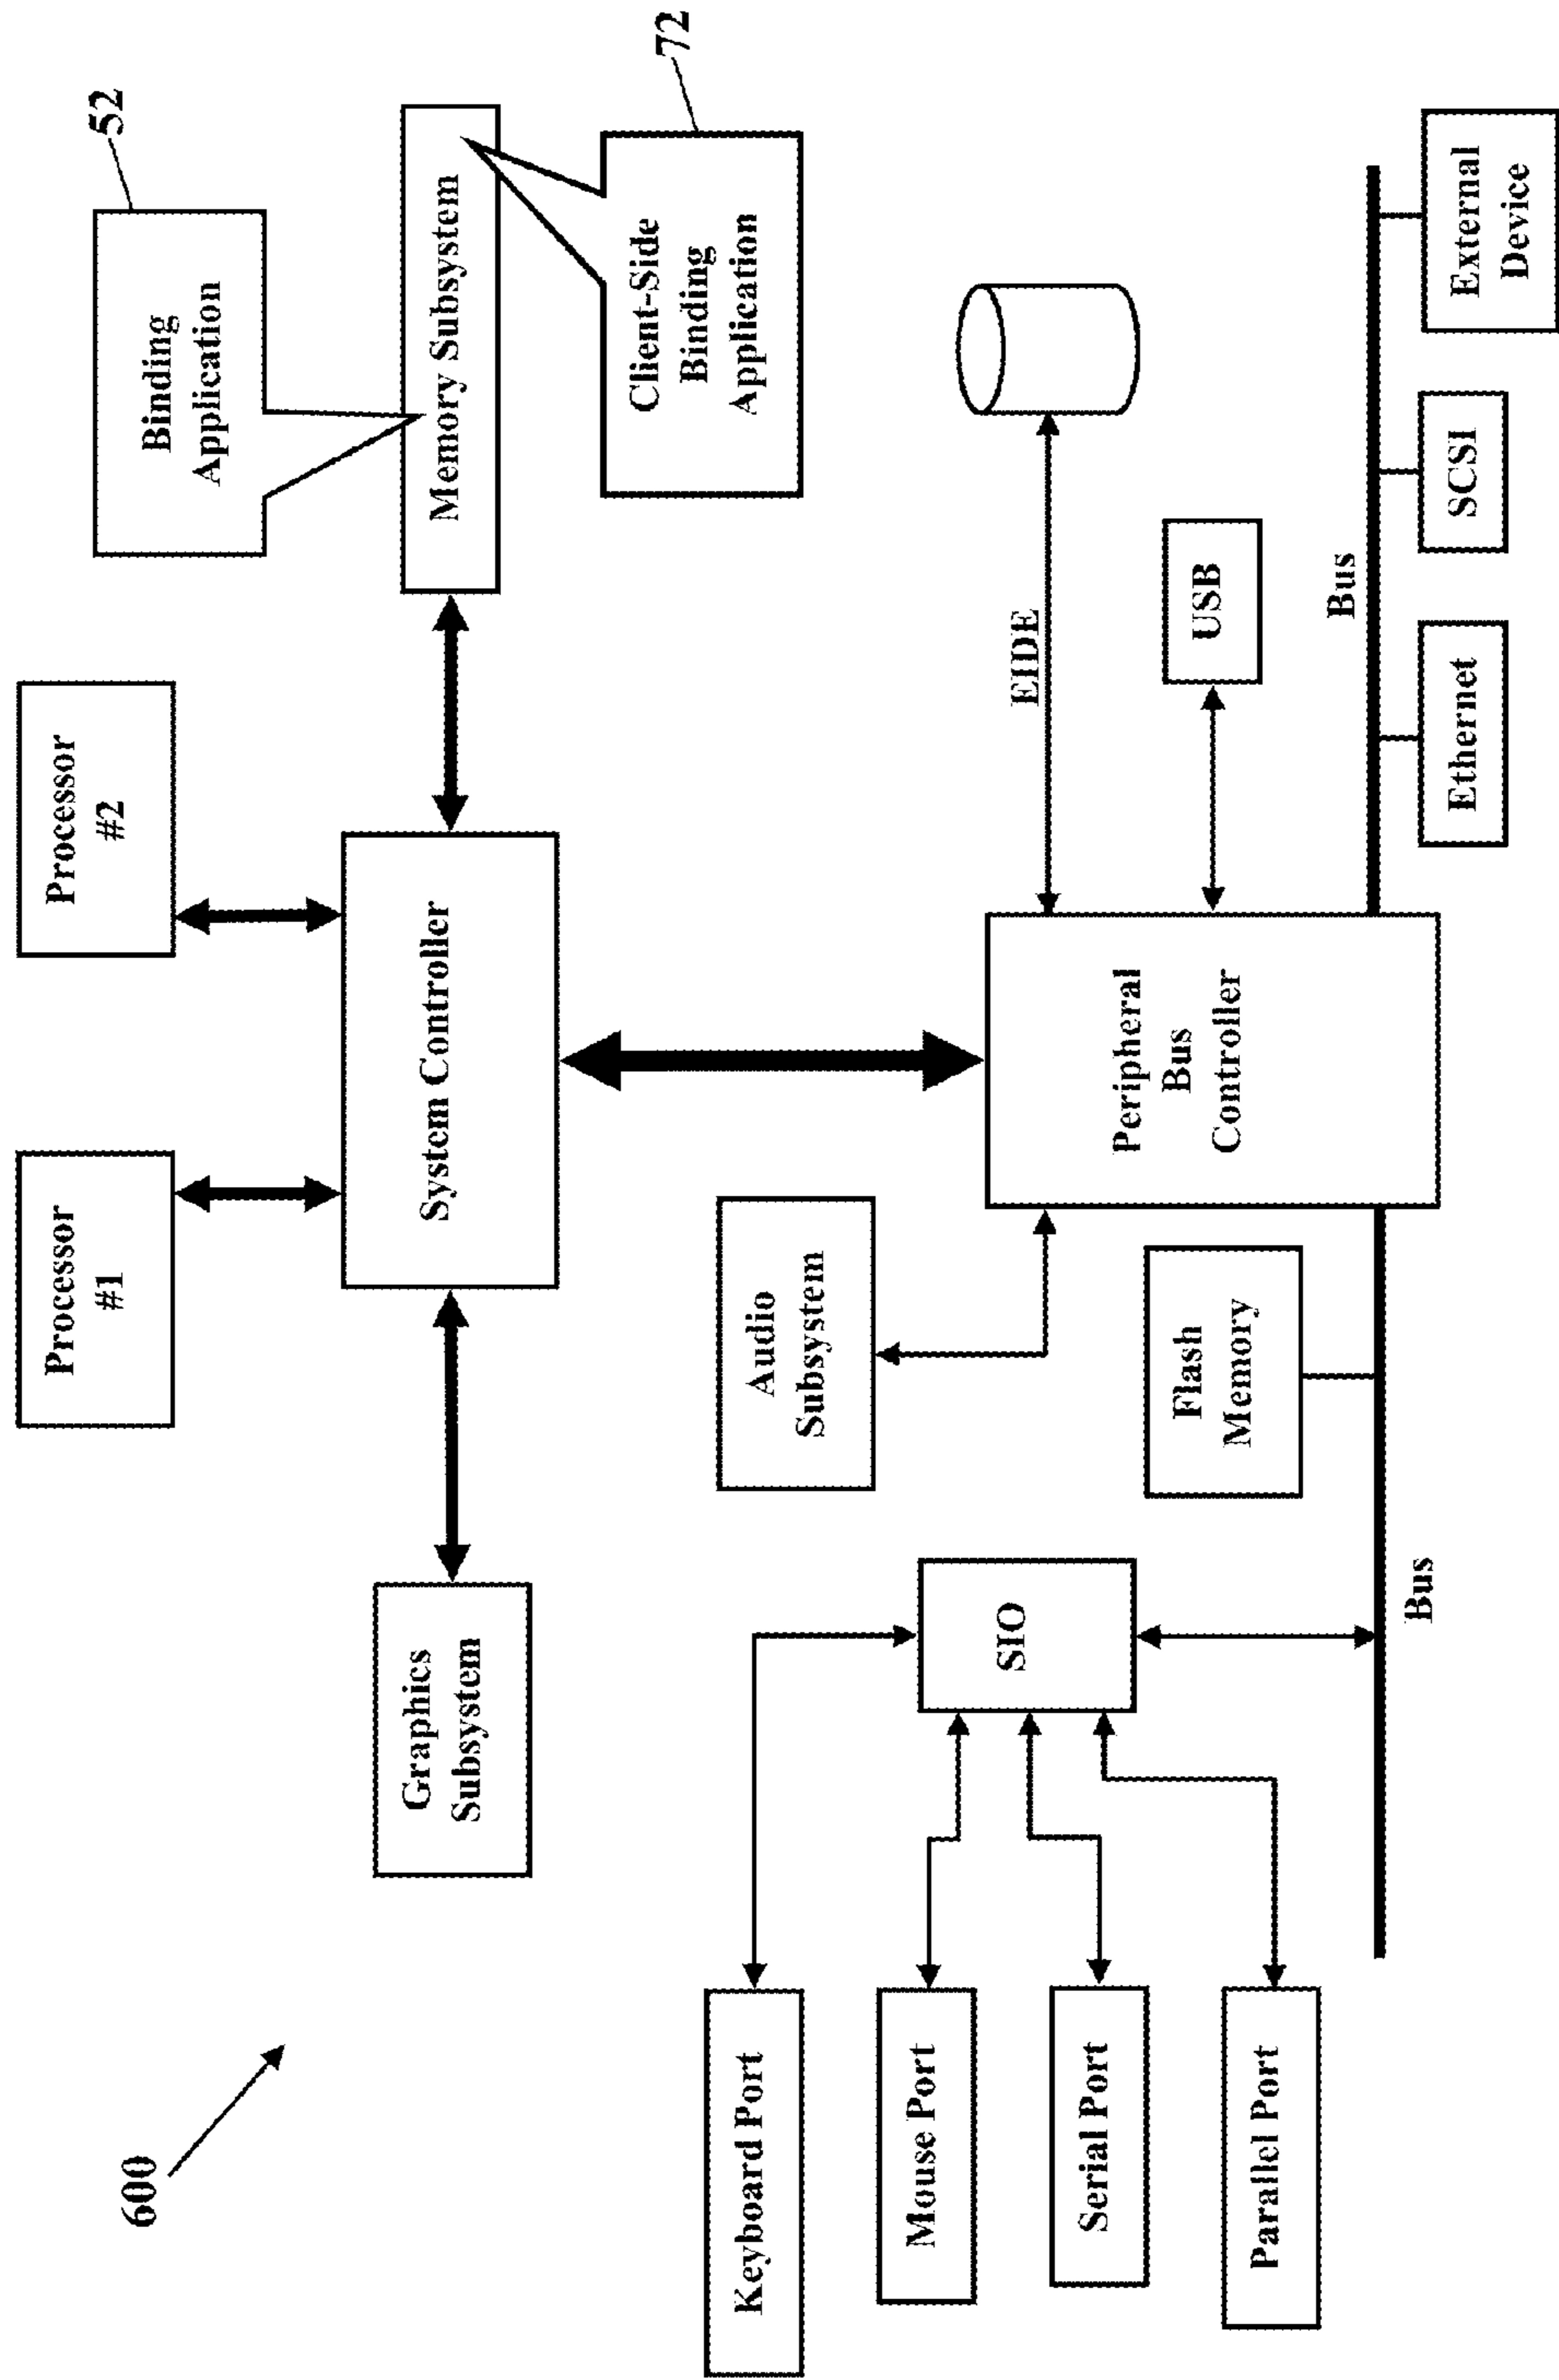 600
Processor
#1
Processor
#2
Binding
Application
52
Graphics
Subsystem
System Controller
Memory Subsystem
Client-Side
Binding
Application
72
Keyboard Port
Mouse Port
Serial Port
Parallel Port
SIO
Audio
Subsystem
Flash
Memory
Peripheral
Bus
Controller
EIDE
USB
Bus
Bus
Ethernet
SCSI
External
Device